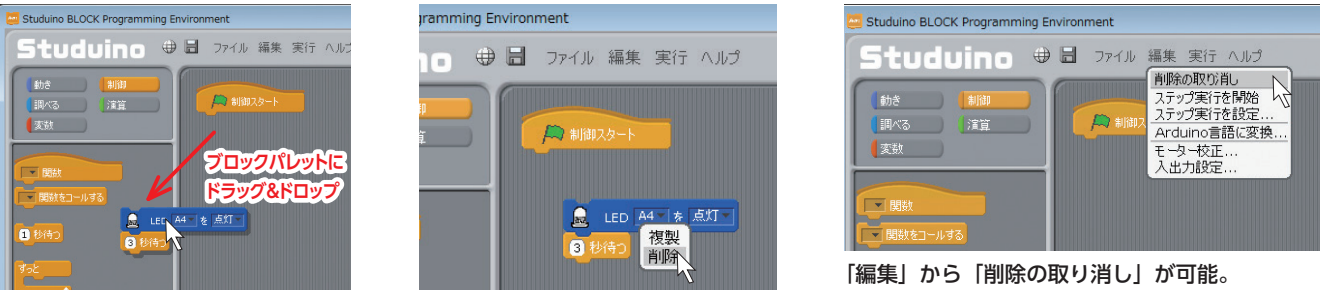 Studuino BLOCK Programming Environment
Studuino
ファイル 編集 実行 ヘルプ
動き
制御
調べる
演算
変数
制御スタート
関数
関数をコールする
ブロックパレットに
ドラッグ&ドロップ
LED A4 を 点灯
1 秒待つ
3 秒待つ
ずっと
gramming Environment
no
ファイル 編集 実行 ヘルプ
制御スタート
LED A4 を 点灯
3 秒待つ
複製
削除
Studuino BLOCK Programming Environment
Studuino
ファイル 編集 実行 ヘルプ
動き
制御
調べる
演算
変数
制御ス
削除の取り消し
ステップ実行を開始
ステップ実行を設定...
Arduino言語に変換...
モーター校正...
入出力設定...
関数
関数をコールする
「編集」から「削除の取り消し」が可能。